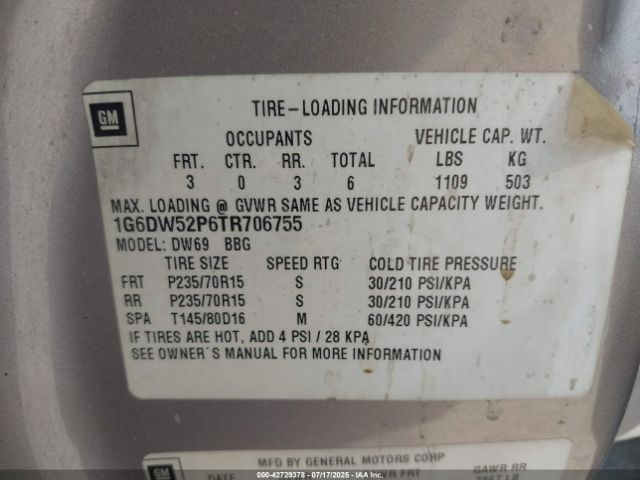 GM
TIRE-LOADING INFORMATION
OCCUPANTS VEHICLE CAP. WT.
FRT. CTR. RR. TOTAL LBS KG
3 0 3 6 1109 503
MAX. LOADING @ GVWR SAME AS VEHICLE CAPACITY WEIGHT.
1G6DW52P6TR706755
MODEL: DW69 BBG
TIRE SIZE SPEED RTG COLD TIRE PRESSURE
FRT P235/70R15 S 30/210 PSI/KPA
RR P235/70R15 S 30/210 PSI/KPA
SPA T145/80D16 M 60/420 PSI/KPA
IF TIRES ARE HOT, ADD 4 PSI / 28 KPA
SEE OWNER'S MANUAL FOR MORE INFORMATION
MFD BY GENERAL MOTORS CORP
GM DATE FRT GAWR RR
© - 42729378 - 07/17/2025 - IAAI.COM